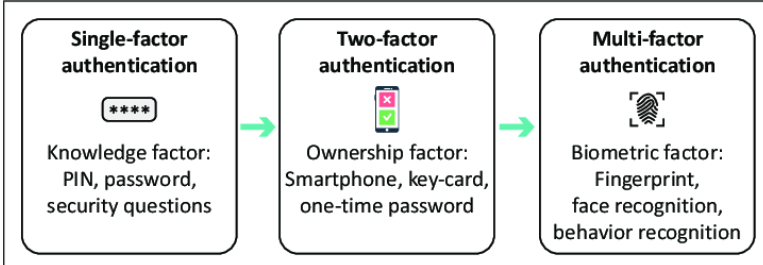 Single-factor
authentication
****
Knowledge factor:
PIN, password,
security questions
Two-factor
authentication
Ownership factor:
Smartphone, key-card,
one-time password
Multi-factor
authentication
Biometric factor:
Fingerprint,
face recognition,
behavior recognition